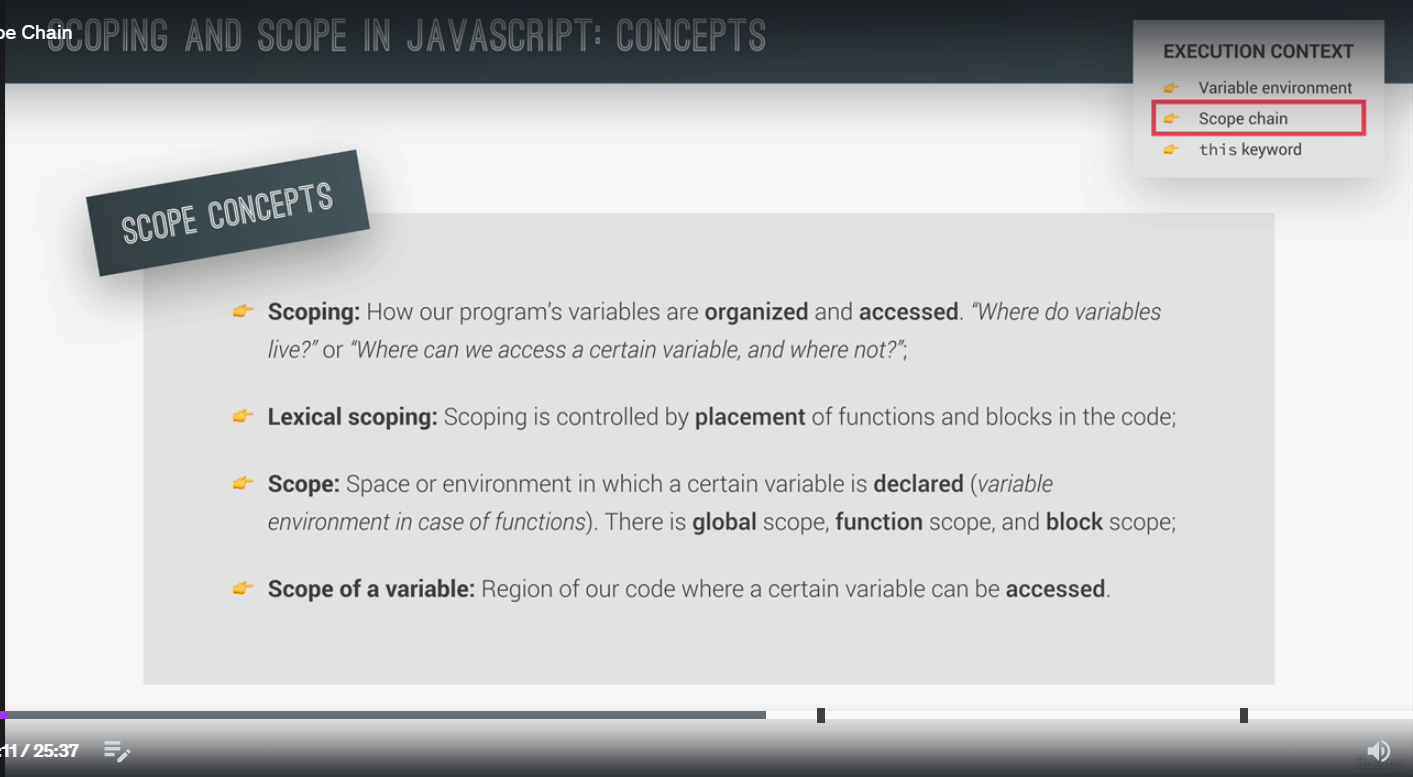 pe Chain
SCOPING AND SCOPE IN JAVASCRIPT: CONCEPTS
EXECUTION CONTEXT
👉 Variable environment
👉 Scope chain
👉 this keyword
SCOPE CONCEPTS
👉 Scoping: How our program’s variables are organized and accessed. “Where do variables
live?” or “Where can we access a certain variable, and where not?”;
👉 Lexical scoping: Scoping is controlled by placement of functions and blocks in the code;
👉 Scope: Space or environment in which a certain variable is declared (variable
environment in case of functions). There is global scope, function scope, and block scope;
👉 Scope of a variable: Region of our code where a certain variable can be accessed.
:11 / 25:37